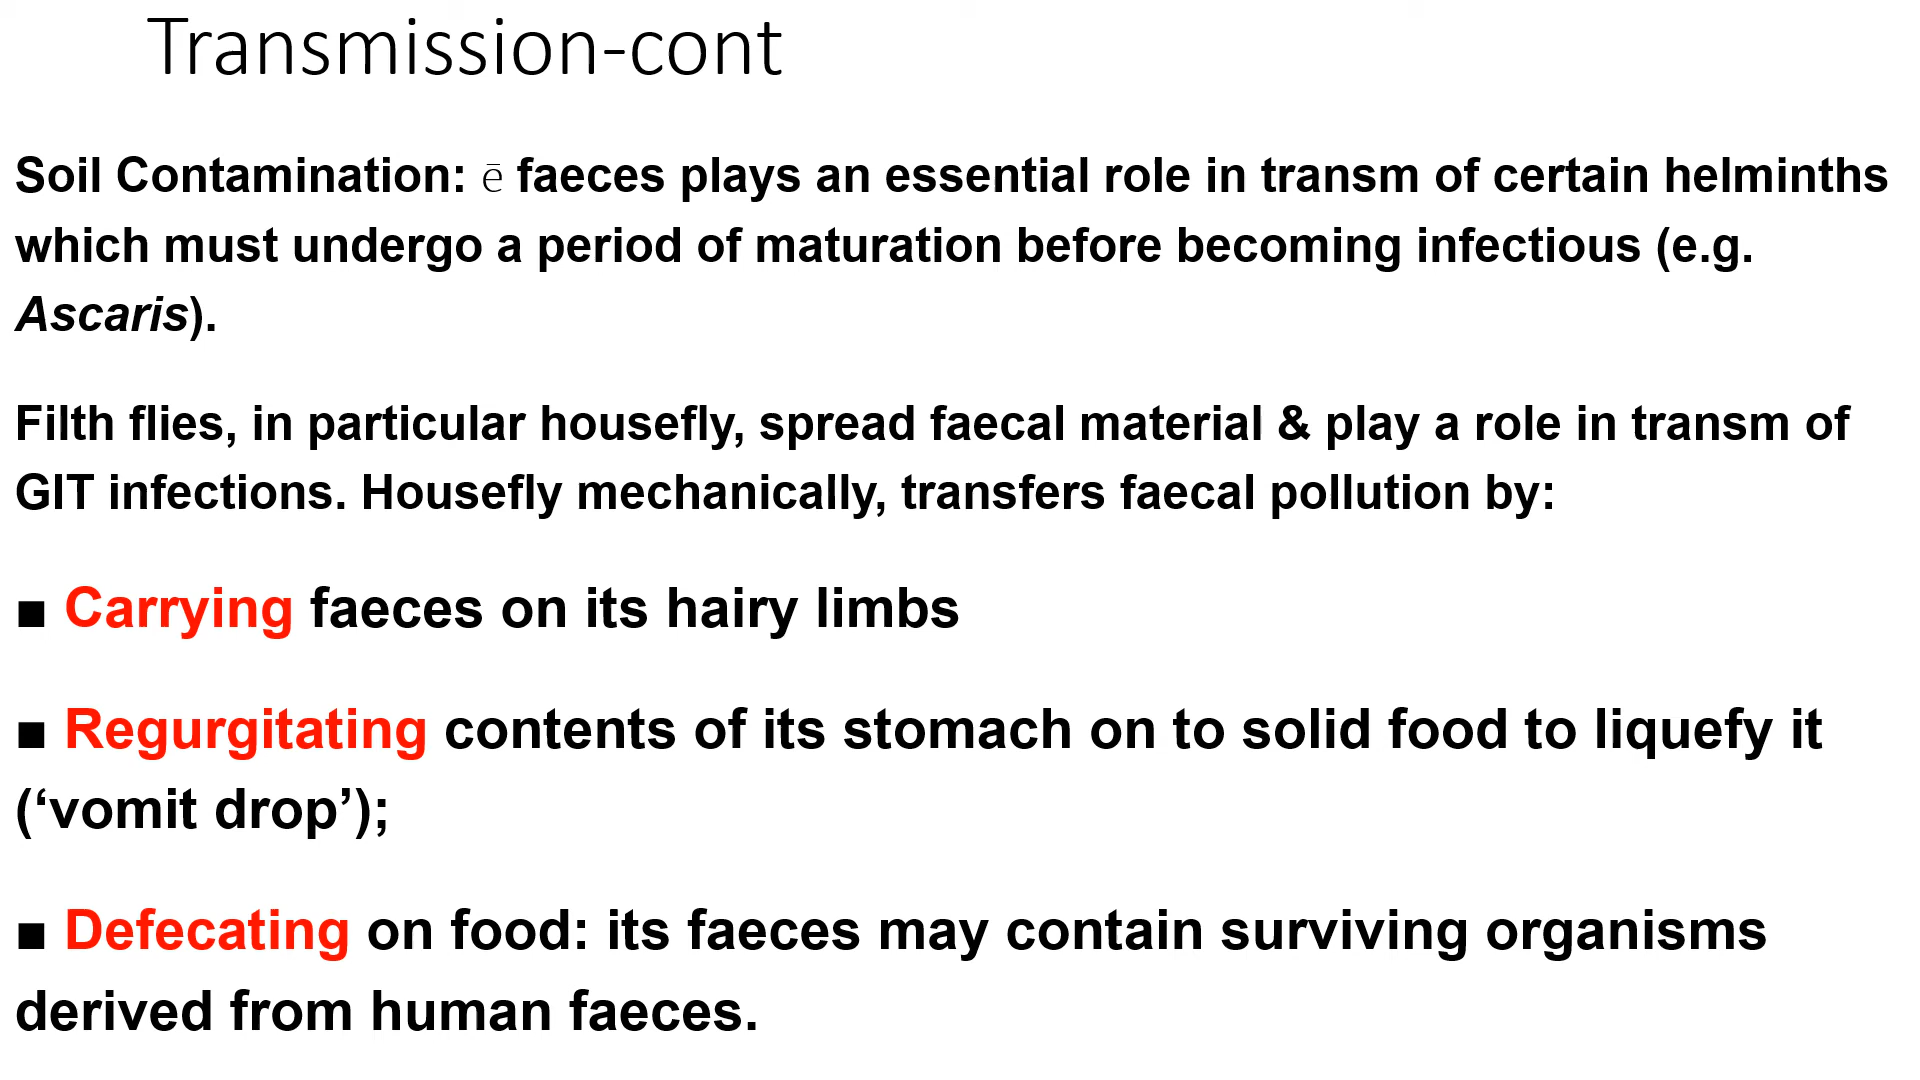 Transmission-cont
Soil Contamination: ē faeces plays an essential role in transm of certain helminths
which must undergo a period of maturation before becoming infectious (e.g.
Ascaris).
Filth flies, in particular housefly, spread faecal material & play a role in transm of
GIT infections. Housefly mechanically, transfers faecal pollution by:
■ Carrying faeces on its hairy limbs
■ Regurgitating contents of its stomach on to solid food to liquefy it
(‘vomit drop’);
■ Defecating on food: its faeces may contain surviving organisms
derived from human faeces.